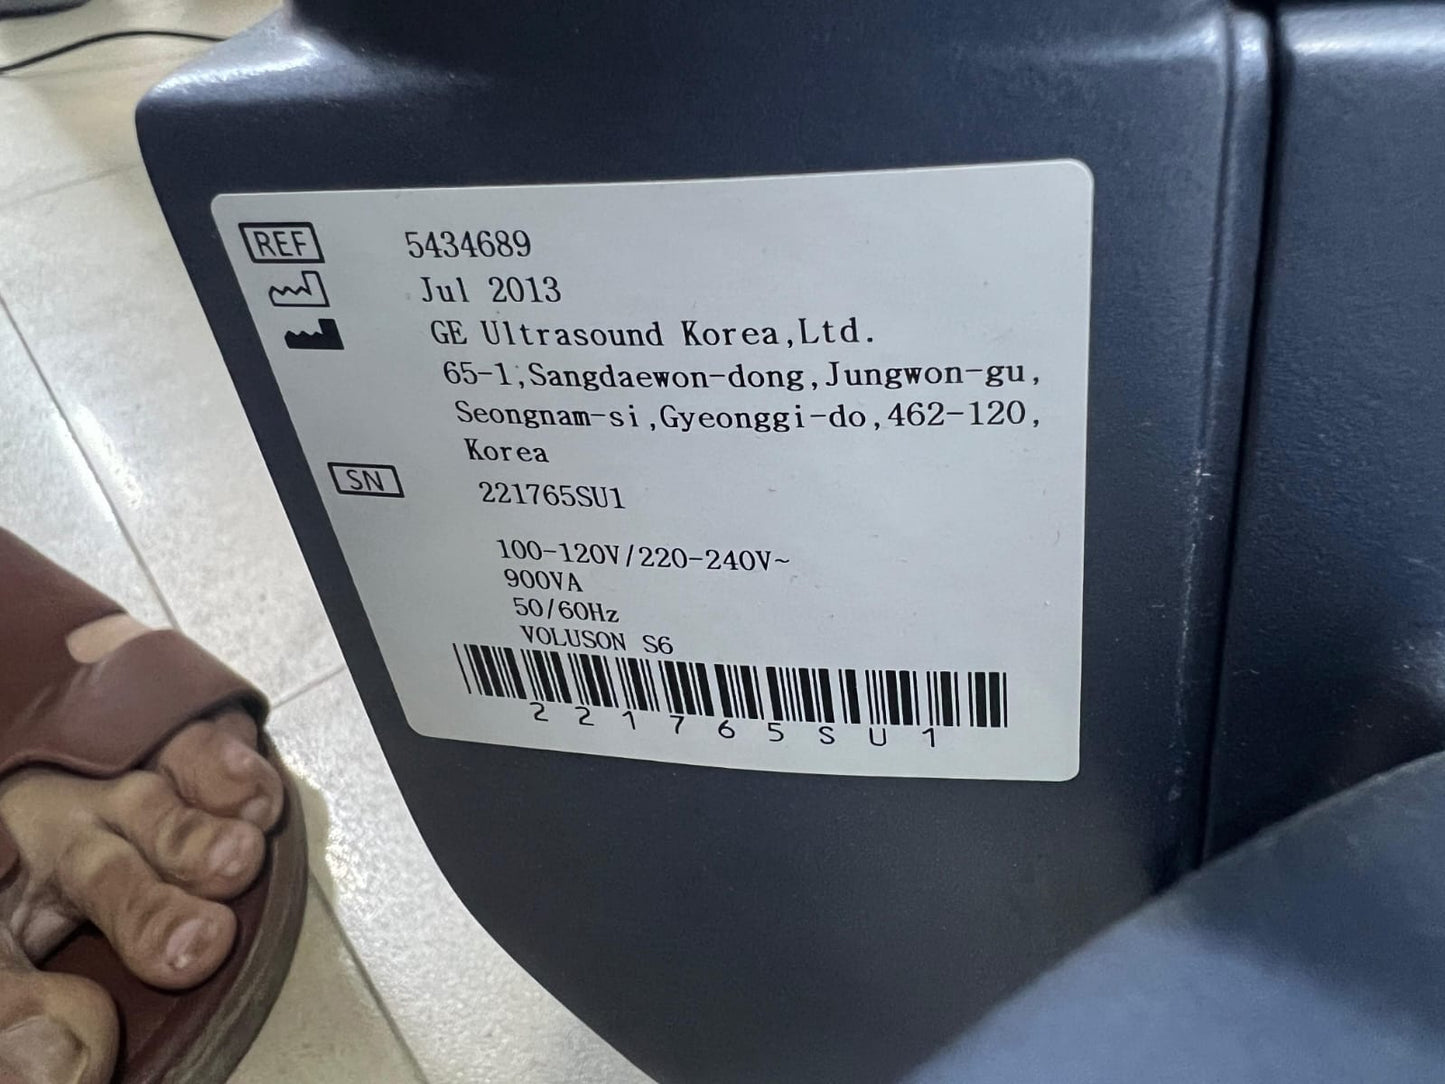 REF 5434689
Jul 2013
GE Ultrasound Korea,Ltd.
65-1,Sangdaewon-dong,Jungwon-gu,
Seongnam-si,Gyeonggi-do,462-120,
Korea
SN 221765SU1
100-120V/220-240V~
900VA
50/60Hz
VOLUSON S6
221765SU1